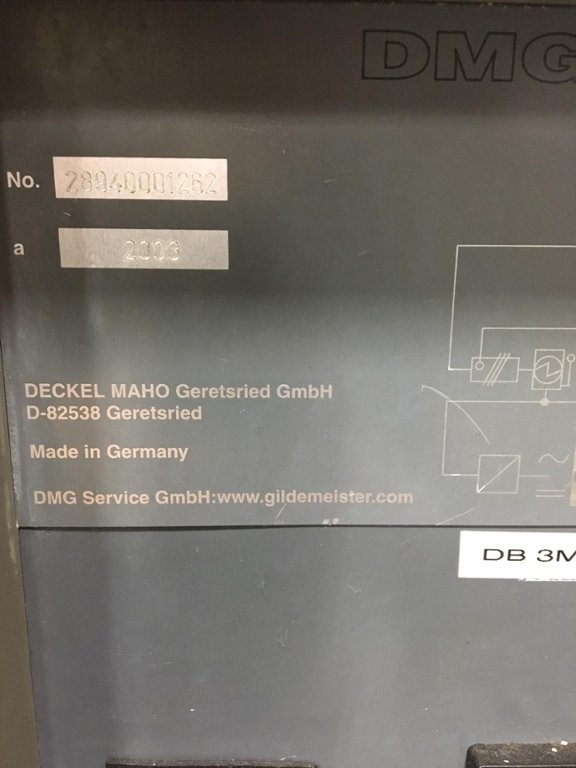 DMG
No. 28940001262
a 2003
DECKEL MAHO Geretsried GmbH
D-82538 Geretsried
Made in Germany
DMG Service GmbH:www.gildemeister.com
DB 3M